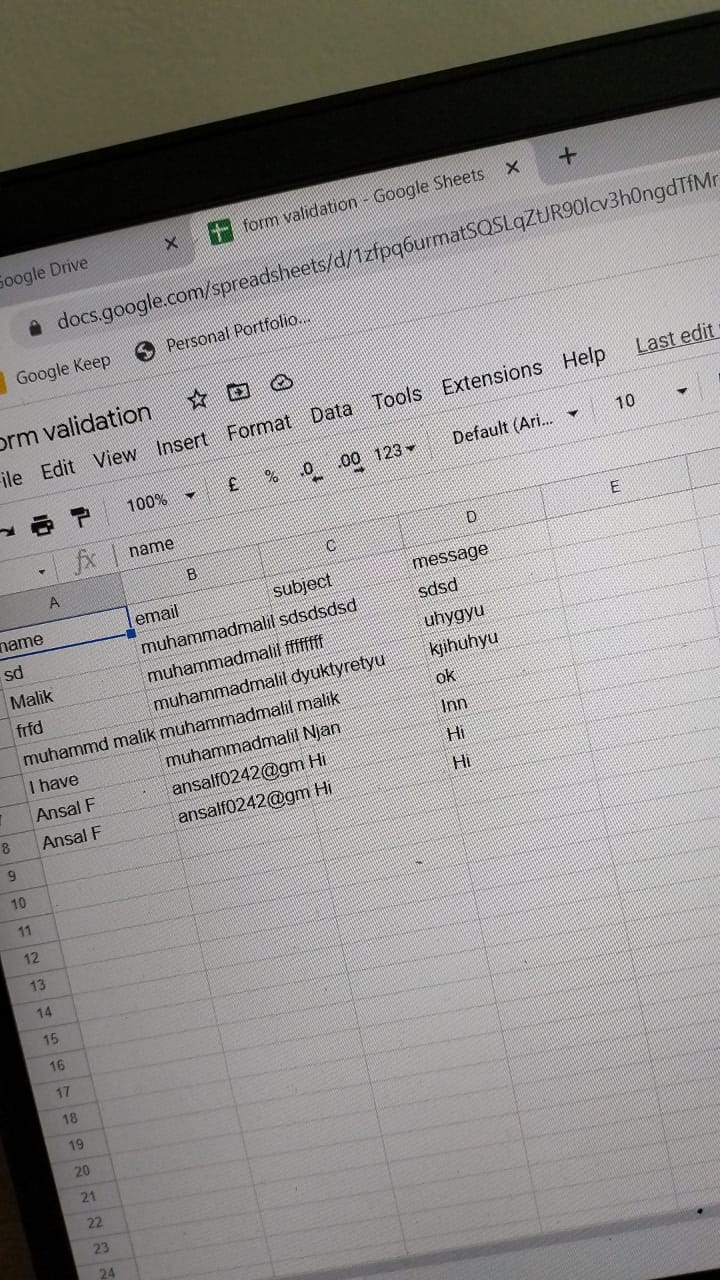 Google Drive
form validation - Google Sheets
docs.google.com/spreadsheets/d/1zfpq6urmatSQSLqZtJR90lcv3h0ngdTfMr
Google Keep Personal Portfolio...
orm validation
ile Edit View Insert Format Data Tools Extensions Help Last edit
100% £ % .0 .00 123 Default (Ari... 10
fx name
A B C D E
name email subject message
sd muhammadmalil sdsdsdsd sdsd
Malik muhammadmalil ffffffff uhygyu
frfd muhammadmalil dyuktyretyu kjihuhyu
muhammd malik muhammadmalil malik ok
I have muhammadmalil Njan Inn
7 Ansal F ansalf0242@gm Hi Hi
8 Ansal F ansalf0242@gm Hi Hi
9
10
11
12
13
14
15
16
17
18
19
20
21
22
23
24